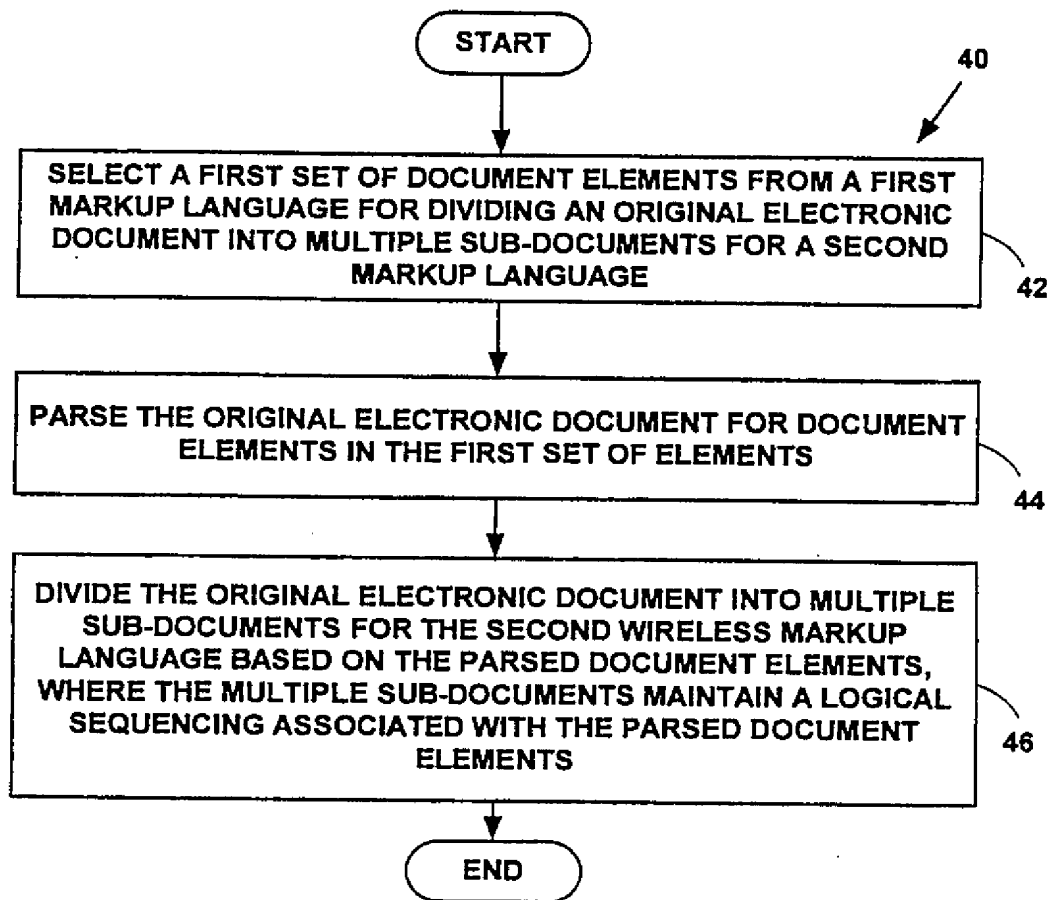 START
40
SELECT A FIRST SET OF DOCUMENT ELEMENTS FROM A FIRST
MARKUP LANGUAGE FOR DIVIDING AN ORIGINAL ELECTRONIC
DOCUMENT INTO MULTIPLE SUB-DOCUMENTS FOR A SECOND
MARKUP LANGUAGE
42
PARSE THE ORIGINAL ELECTRONIC DOCUMENT FOR DOCUMENT
ELEMENTS IN THE FIRST SET OF ELEMENTS
44
DIVIDE THE ORIGINAL ELECTRONIC DOCUMENT INTO MULTIPLE
SUB-DOCUMENTS FOR THE SECOND WIRELESS MARKUP
LANGUAGE BASED ON THE PARSED DOCUMENT ELEMENTS,
WHERE THE MULTIPLE SUB-DOCUMENTS MAINTAIN A LOGICAL
SEQUENCING ASSOCIATED WITH THE PARSED DOCUMENT
ELEMENTS
46
END